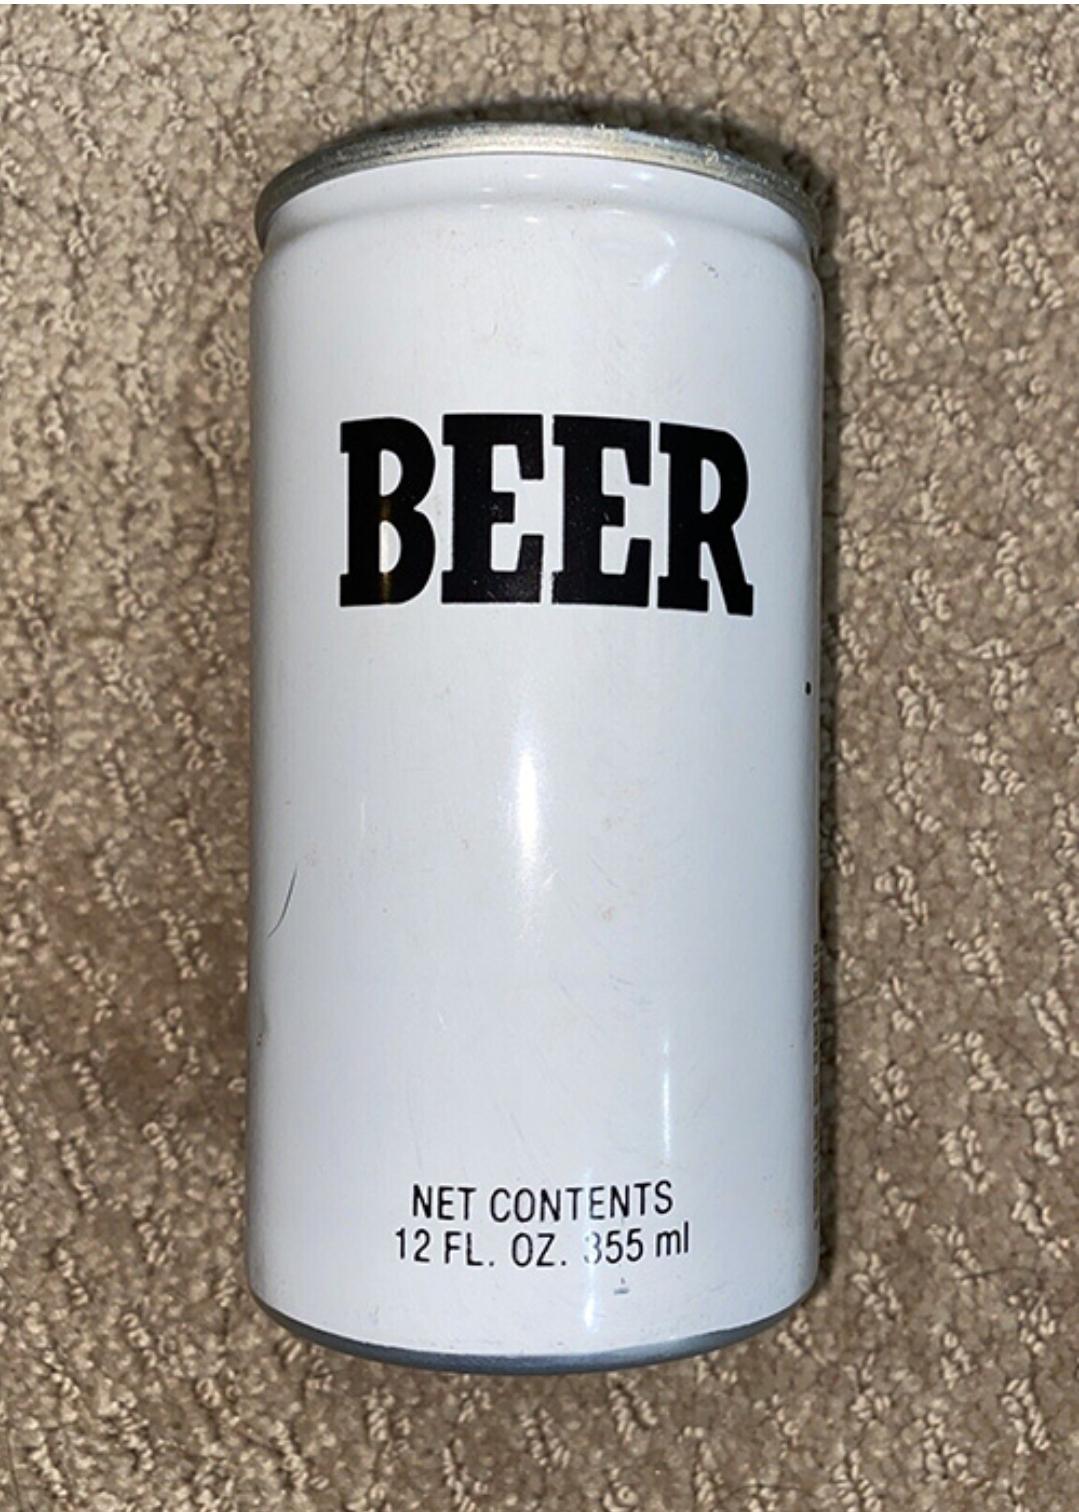 BEER
NET CONTENTS
12 FL. OZ. 355 ml